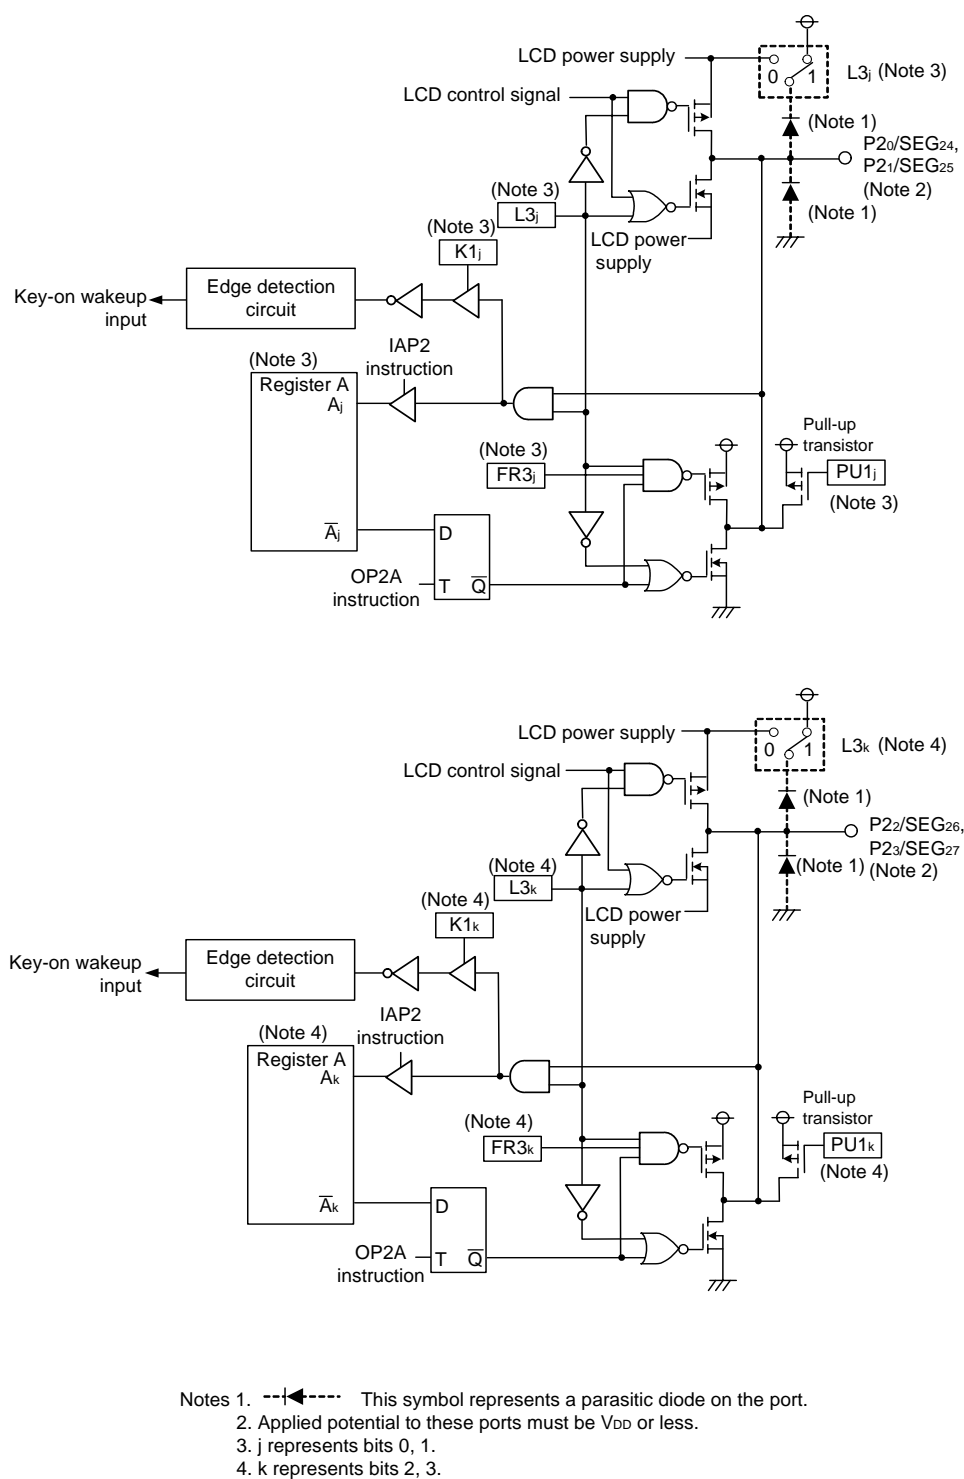 LCD power supply
0 1
L3j (Note 3)
LCD control signal
(Note 1)
P20/SEG24,
P21/SEG25
(Note 2)
(Note 3)
L3j
(Note 1)
(Note 3)
K1j
LCD power
supply
Key-on wakeup
input
Edge detection
circuit
(Note 3)
IAP2
instruction
Register A
Aj
Pull-up
transistor
(Note 3)
FR3j
PU1j
(Note 3)
A̅j
D
OP2A
instruction
T Q̅
LCD power supply
0 1
L3k (Note 4)
LCD control signal
(Note 1)
P22/SEG26,
P23/SEG27
(Note 2)
(Note 4)
L3k
(Note 1)
(Note 4)
K1k
LCD power
supply
Key-on wakeup
input
Edge detection
circuit
(Note 4)
IAP2
instruction
Register A
Ak
Pull-up
transistor
(Note 4)
FR3k
PU1k
(Note 4)
A̅k
D
OP2A
instruction
T Q̅
Notes 1. This symbol represents a parasitic diode on the port.
2. Applied potential to these ports must be VDD or less.
3. j represents bits 0, 1.
4. k represents bits 2, 3.